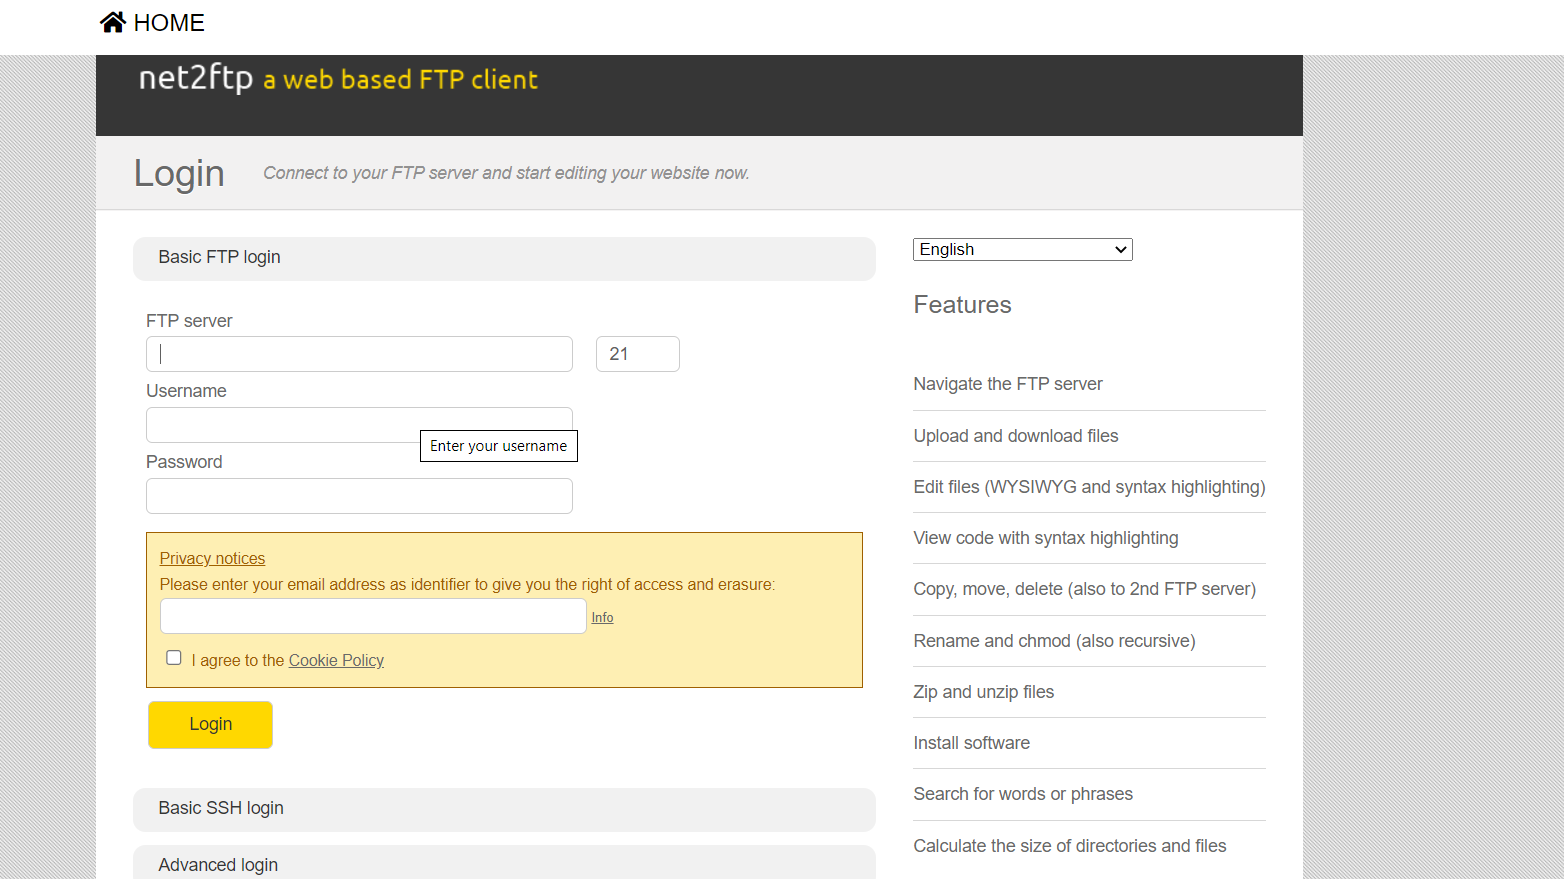 HOME
net2ftp a web based FTP client
Login
Connect to your FTP server and start editing your website now.
Basic FTP login
FTP server
21
Username
Enter your username
Password
Privacy notices
Please enter your email address as identifier to give you the right of access and erasure:
Info
I agree to the Cookie Policy
Login
Basic SSH login
Advanced login
English
Features
Navigate the FTP server
Upload and download files
Edit files (WYSIWYG and syntax highlighting)
View code with syntax highlighting
Copy, move, delete (also to 2nd FTP server)
Rename and chmod (also recursive)
Zip and unzip files
Install software
Search for words or phrases
Calculate the size of directories and files